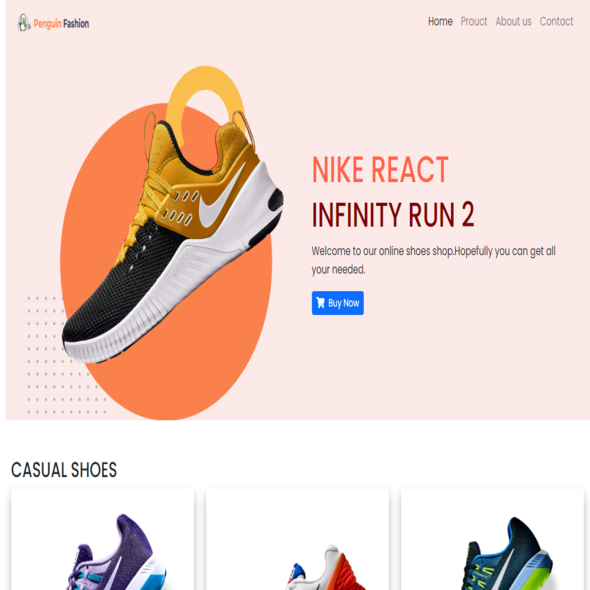 Penguin Fashion
Home Prouct About us Contact
NIKE REACT
INFINITY RUN 2
Welcome to our online shoes shop.Hopefully you can get all
your needed.
Buy Now
CASUAL SHOES